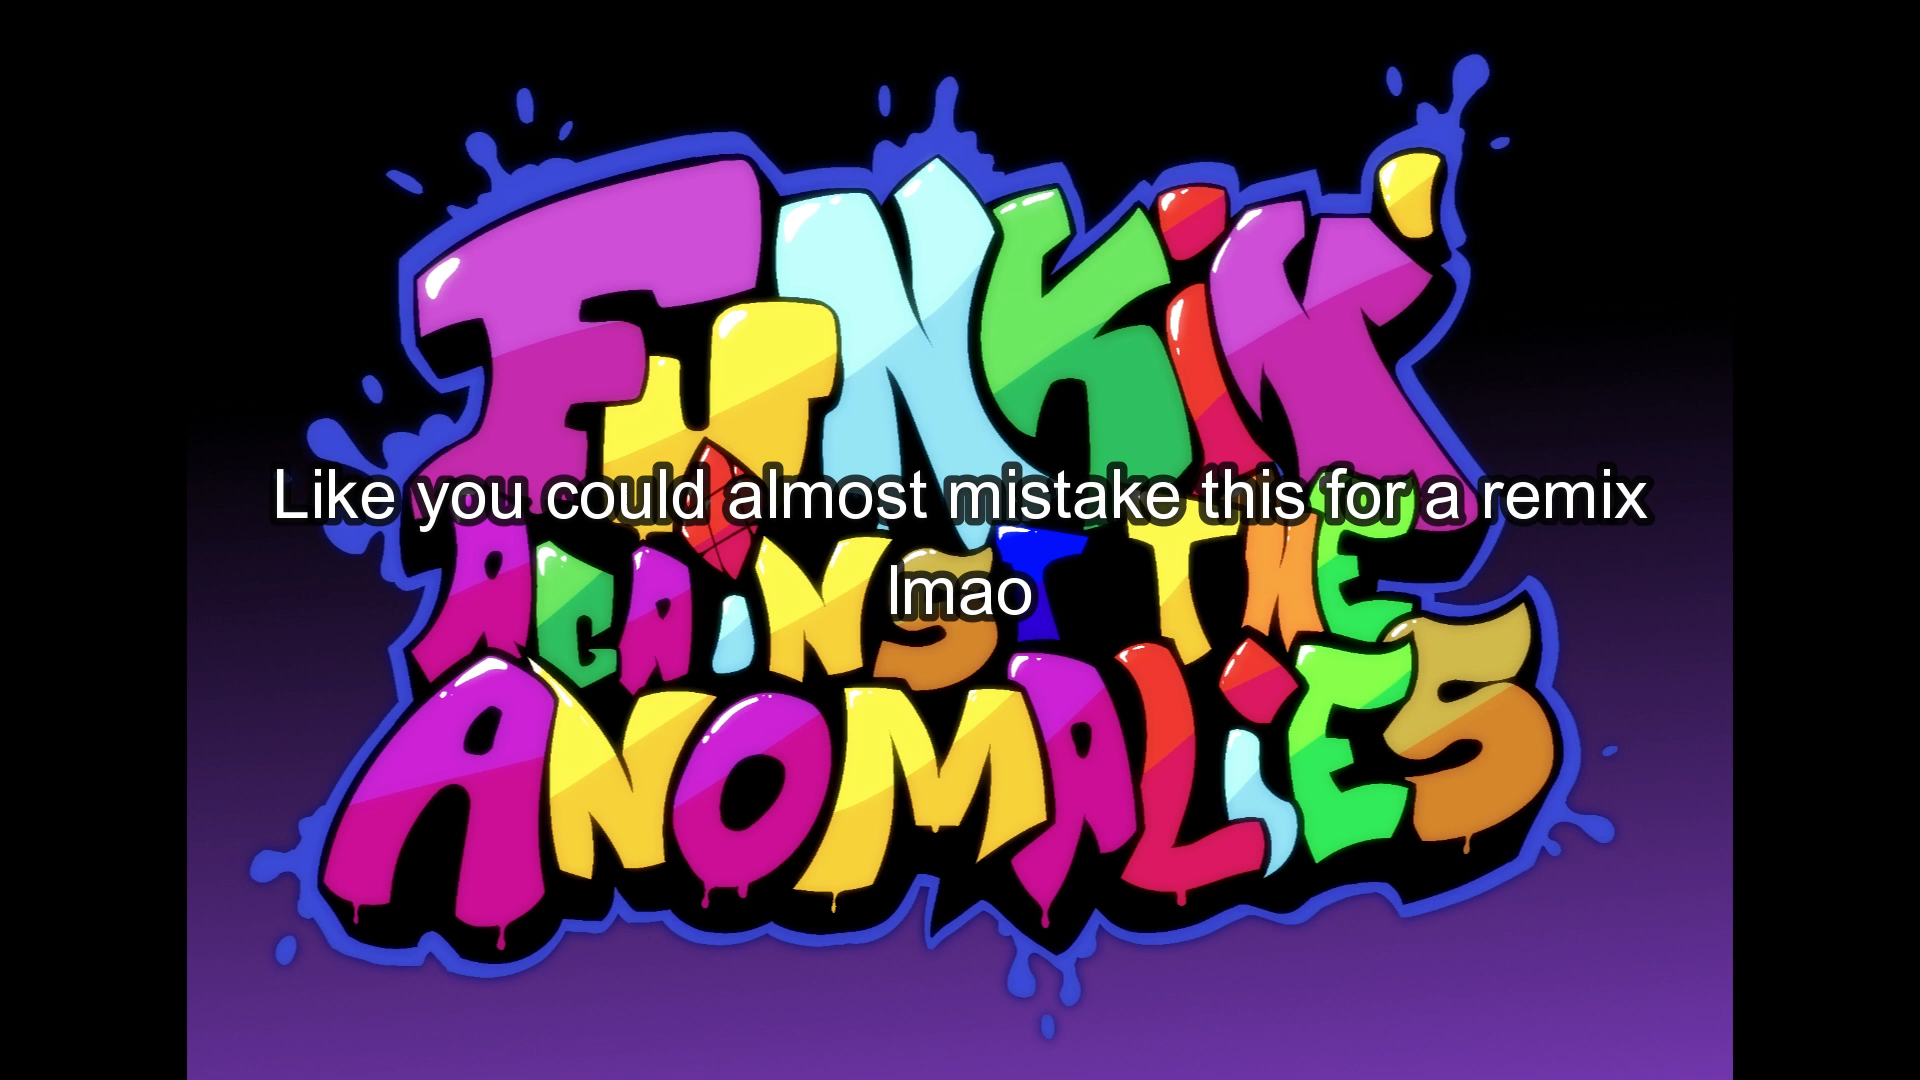 FUNKIN'
Like you could almost mistake this for a remix
AGAINST THE
lmao
ANOMALIES